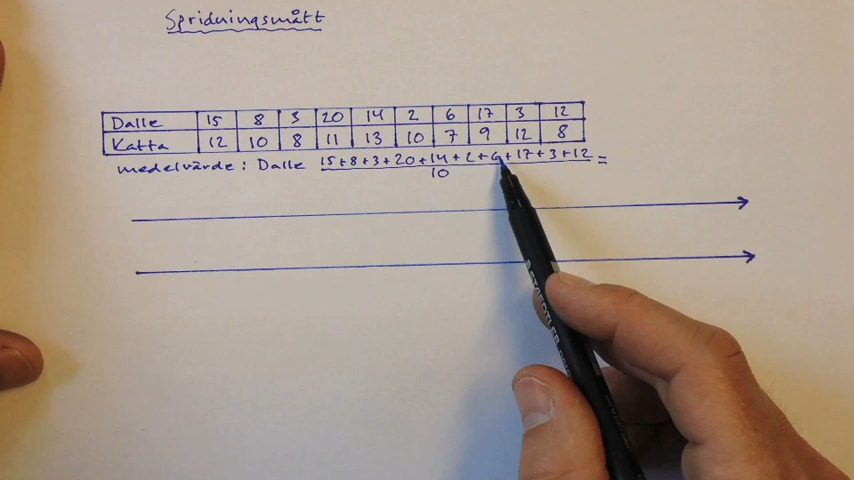 Spridningsmått
Dalle 15 8 3 20 14 2 6 17 3 12
Katta 12 10 8 11 13 10 7 9 12 8
medelvärde: Dalle 15+8+3+20+14+2+6+17+3+12 =
10
STAEDTLER